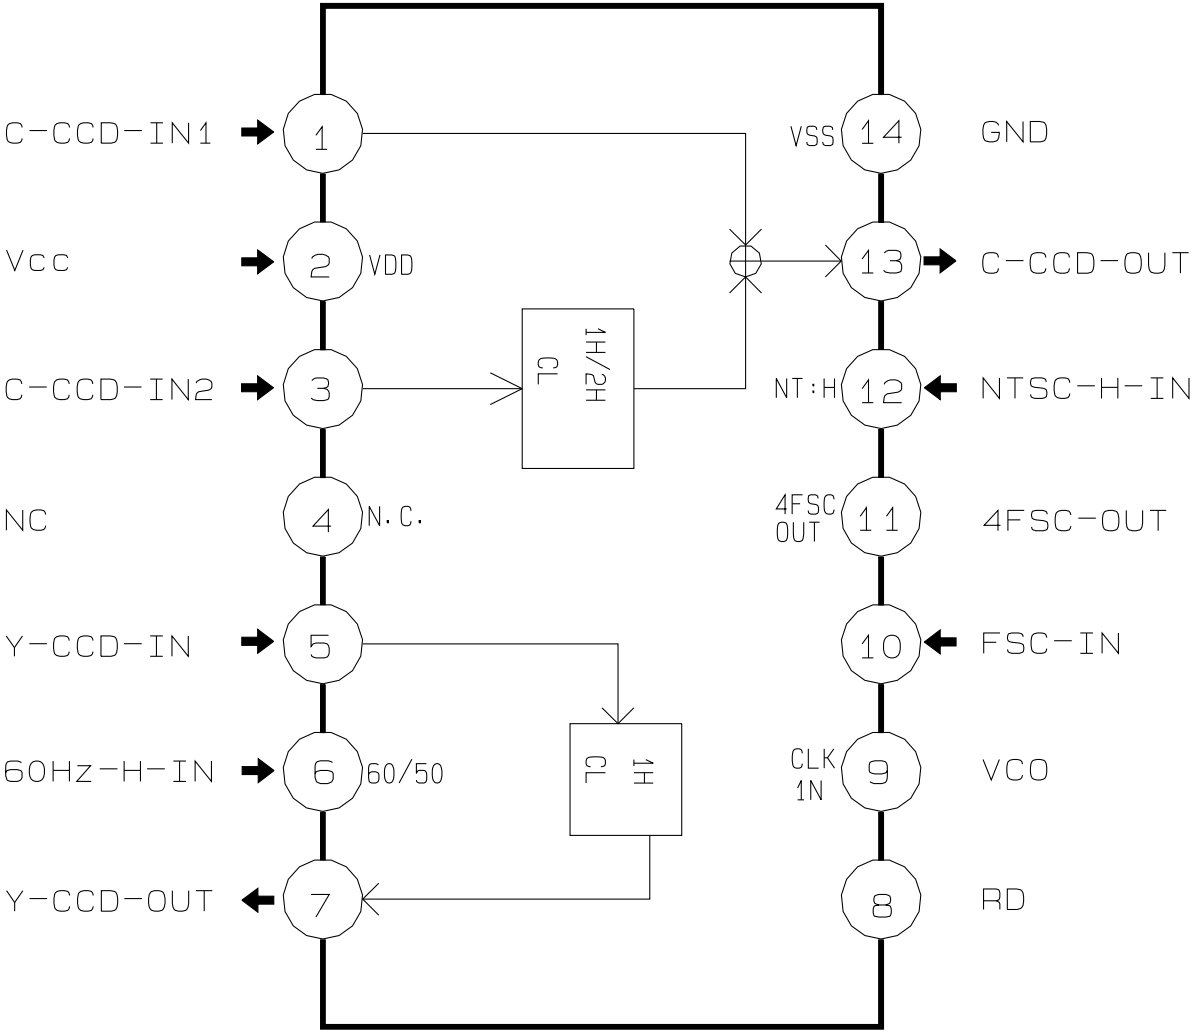 C-CCD-IN1
1
VSS
14
GND
Vcc
2
VDD
13
C-CCD-OUT
C-CCD-IN2
3
1H/2H
CL
NT:H
12
NTSC-H-IN
NC
4
N.C.
4FSC
OUT
11
4FSC-OUT
Y-CCD-IN
5
10
FSC-IN
60Hz-H-IN
6
60/50
1H
CL
CLK
1N
9
VCO
Y-CCD-OUT
7
8
RD